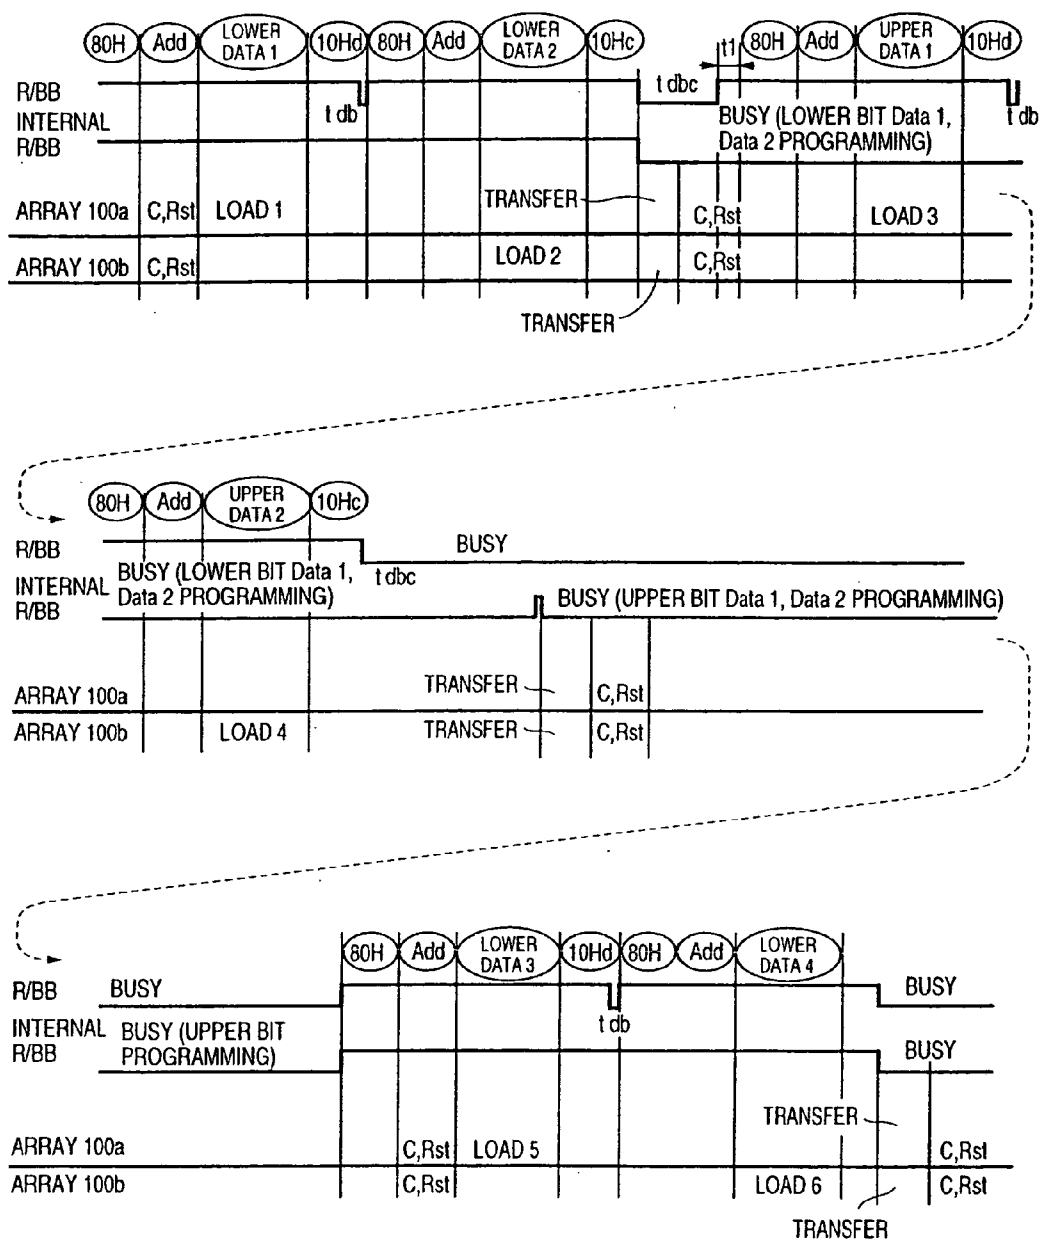 80H Add LOWER DATA 1 10Hd 80H Add LOWER DATA 2 10Hc t1 80H Add UPPER DATA 1 10Hd
R/BB t db t dbc t db
INTERNAL R/BB BUSY (LOWER BIT Data 1, Data 2 PROGRAMMING)
TRANSFER
ARRAY 100a C,Rst LOAD 1 C,Rst LOAD 3
ARRAY 100b C,Rst LOAD 2 C,Rst
TRANSFER
80H Add UPPER DATA 2 10Hc
R/BB BUSY
t dbc
INTERNAL R/BB BUSY (LOWER BIT Data 1, Data 2 PROGRAMMING) BUSY (UPPER BIT Data 1, Data 2 PROGRAMMING)
ARRAY 100a TRANSFER C,Rst
ARRAY 100b LOAD 4 TRANSFER C,Rst
80H Add LOWER DATA 3 10Hd 80H Add LOWER DATA 4
R/BB BUSY BUSY
t db
INTERNAL R/BB BUSY (UPPER BIT PROGRAMMING) BUSY
TRANSFER
ARRAY 100a C,Rst LOAD 5 C,Rst
ARRAY 100b C,Rst LOAD 6 C,Rst
TRANSFER